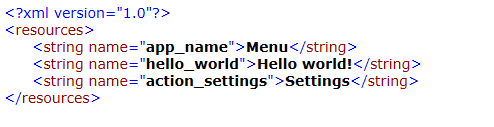 <?xml version="1.0"?>
<resources>
<string name="app_name">Menu</string>
<string name="hello_world">Hello world!</string>
<string name="action_settings">Settings</string>
</resources>